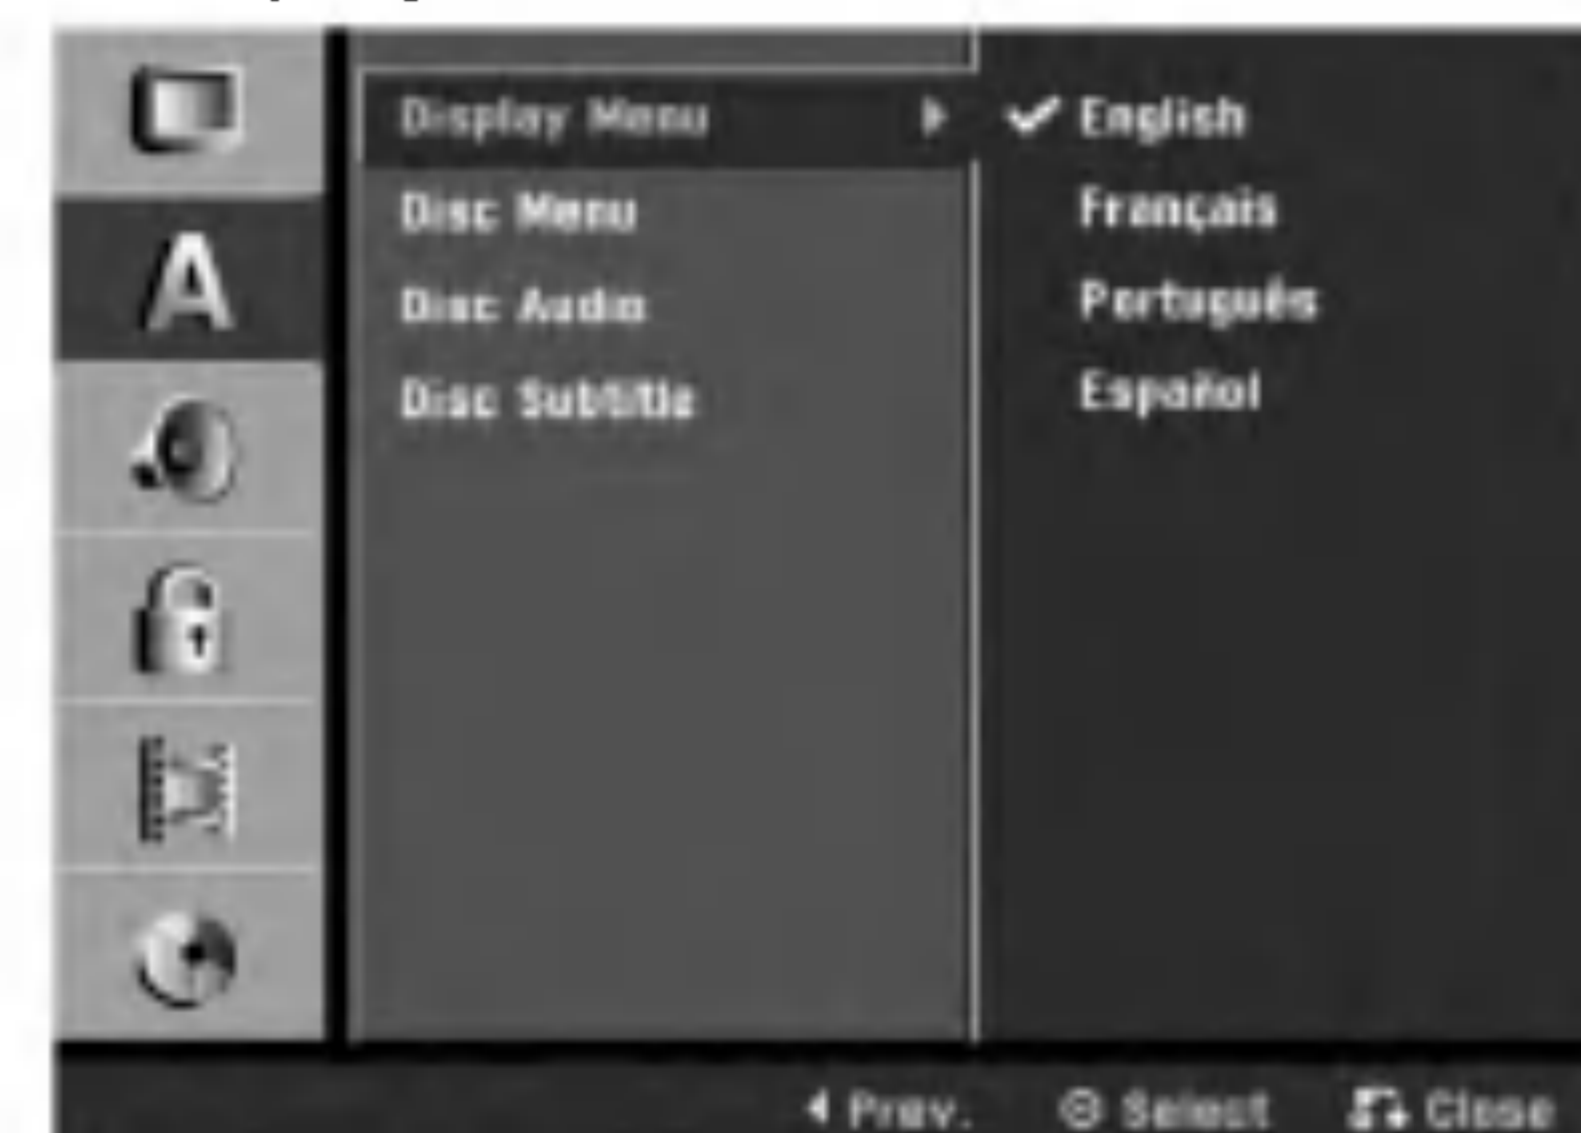 A
Display Menu
Disc Menu
Disc Audio
Disc Subtitle
English
Français
Português
Español
Prev.
Select
Close